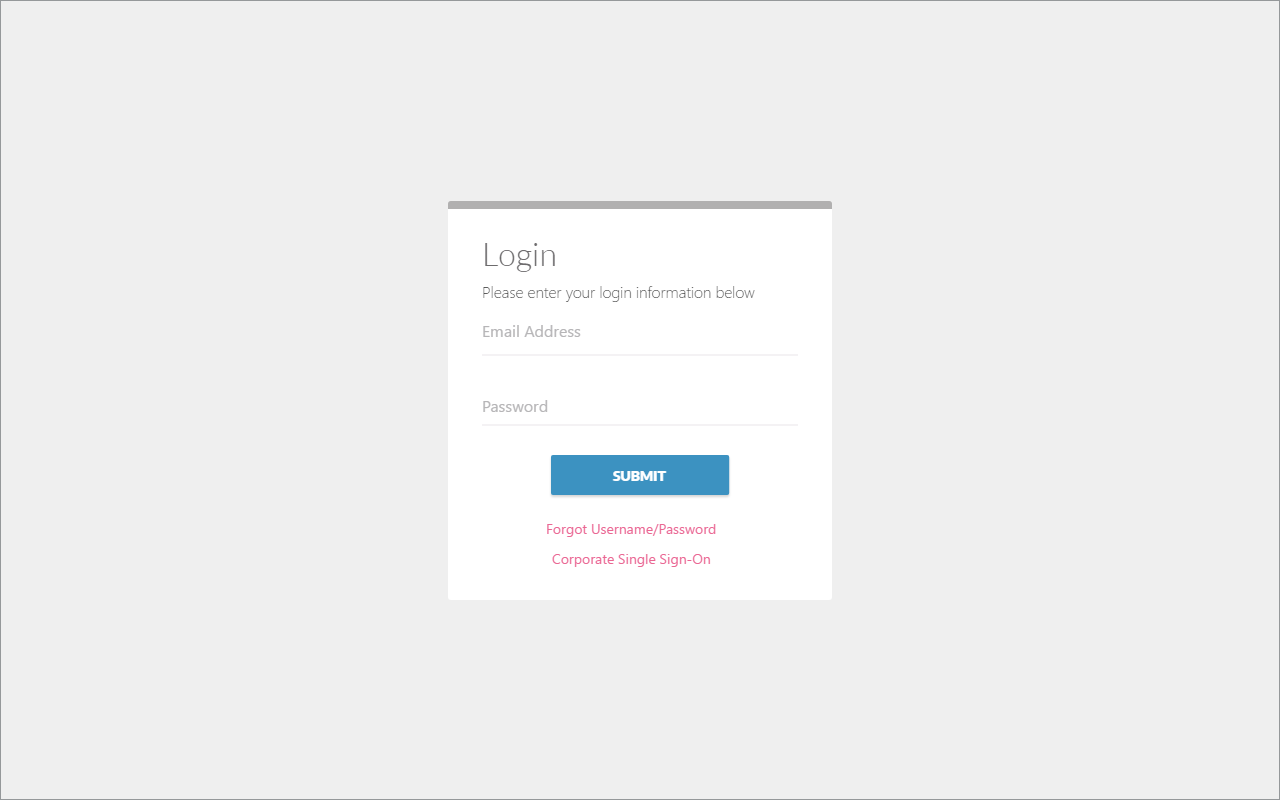 Login
Please enter your login information below
Email Address
Password
SUBMIT
Forgot Username/Password
Corporate Single Sign-On